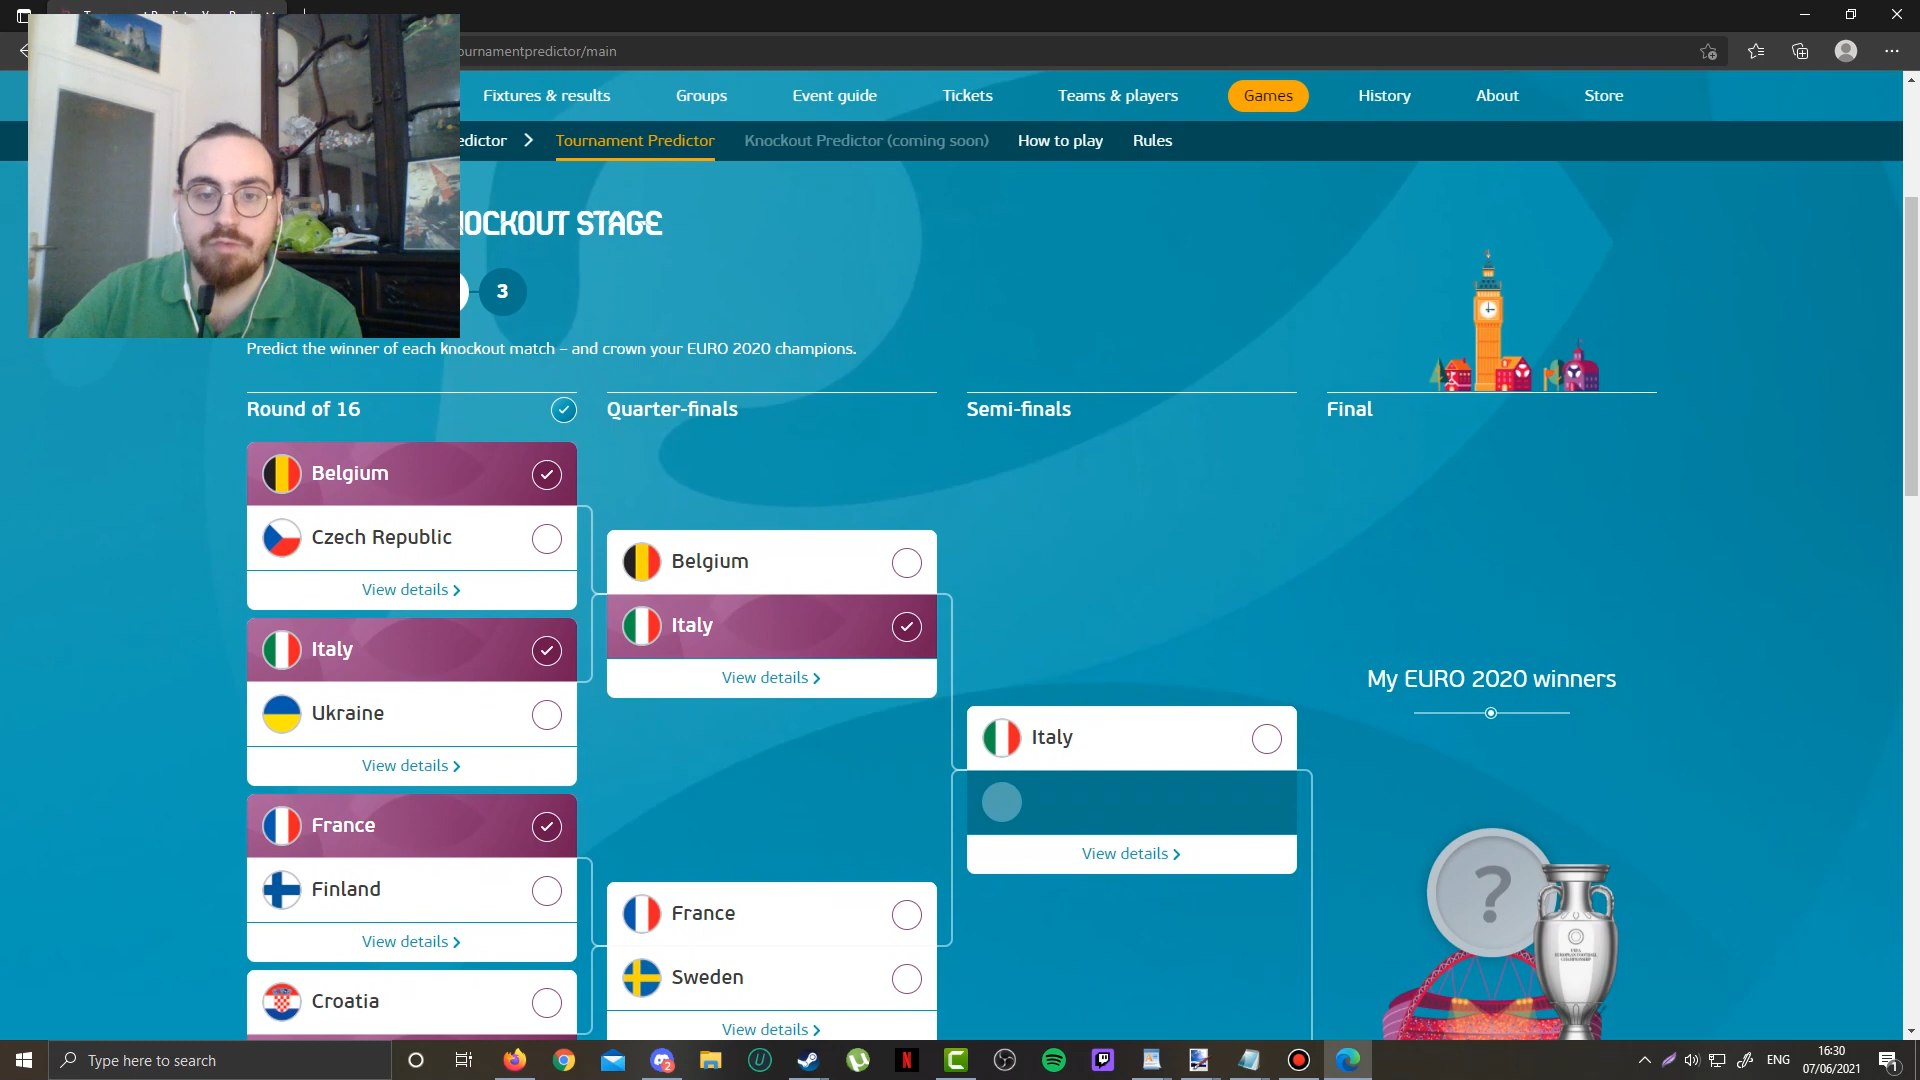 ournamentpredictor/main
Fixtures & results
Groups
Event guide
Tickets
Teams & players
Games
History
About
Store
edictor
Tournament Predictor
Knockout Predictor (coming soon)
How to play
Rules
OCKOUT STAGE
3
Predict the winner of each knockout match – and crown your EURO 2020 champions.
Round of 16
Quarter-finals
Semi-finals
Final
Belgium
Czech Republic
View details
Italy
Ukraine
View details
France
Finland
View details
Croatia
Belgium
Italy
View details
France
Sweden
View details
Italy
View details
My EURO 2020 winners
?
Type here to search
2
ENG
16:30
07/06/2021
1